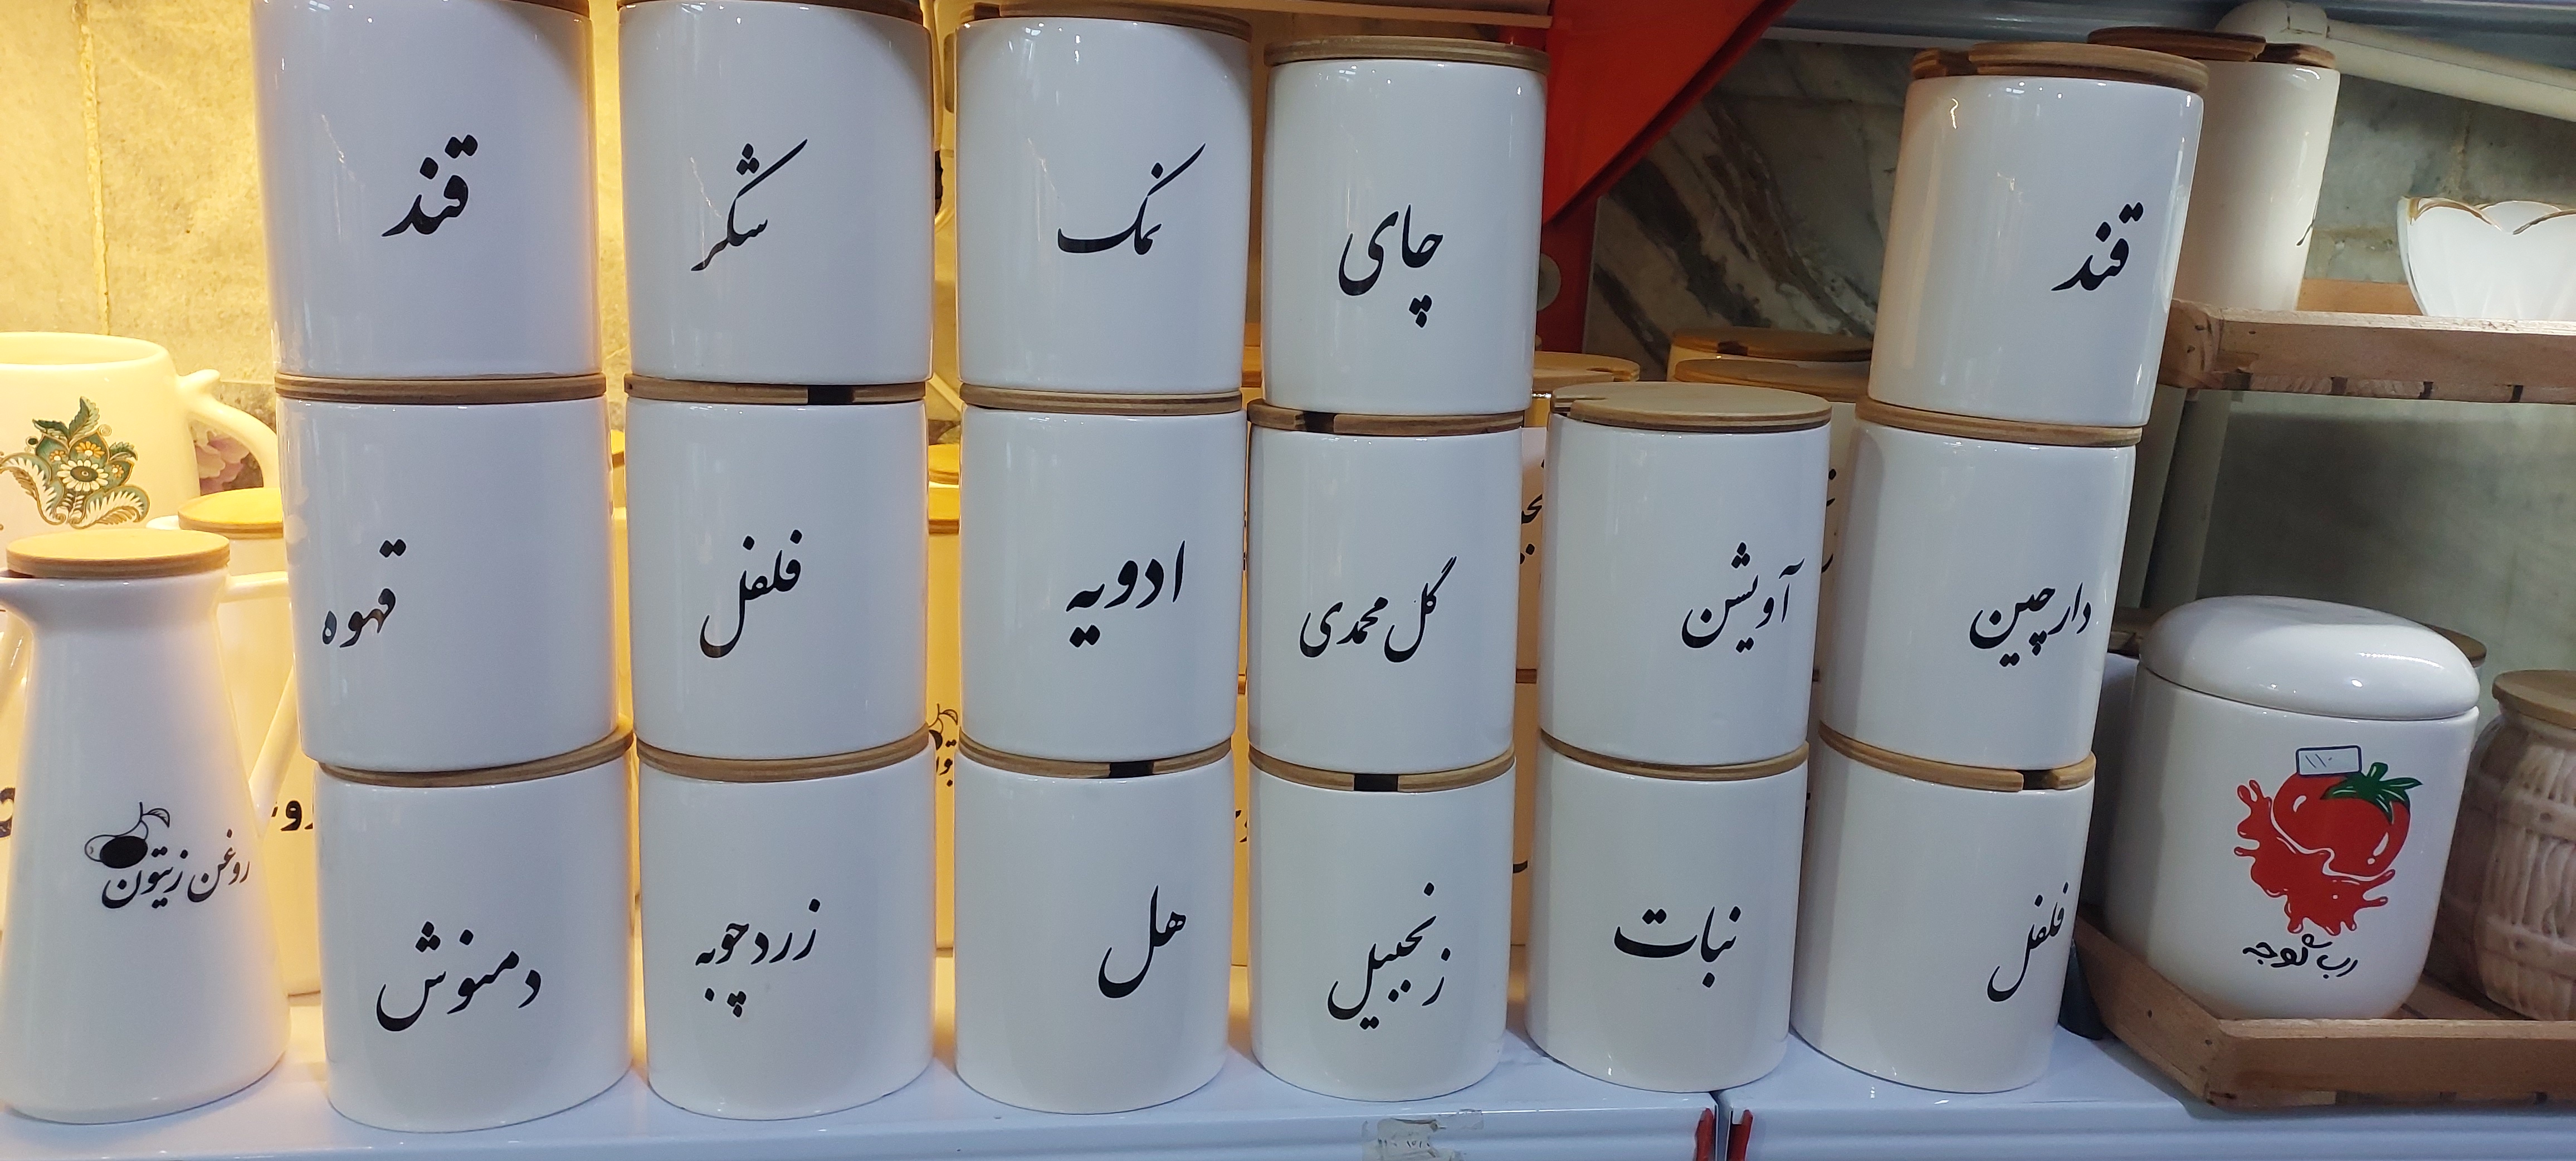 قند
شکر
نمک
چای
قند
قهوه
فلفل
ادویه
گل محمدی
آویشن
دارچین
روغن زیتون
دمنوش
زردچوبه
هل
زنجبیل
نبات
فلفل
رب گوجه